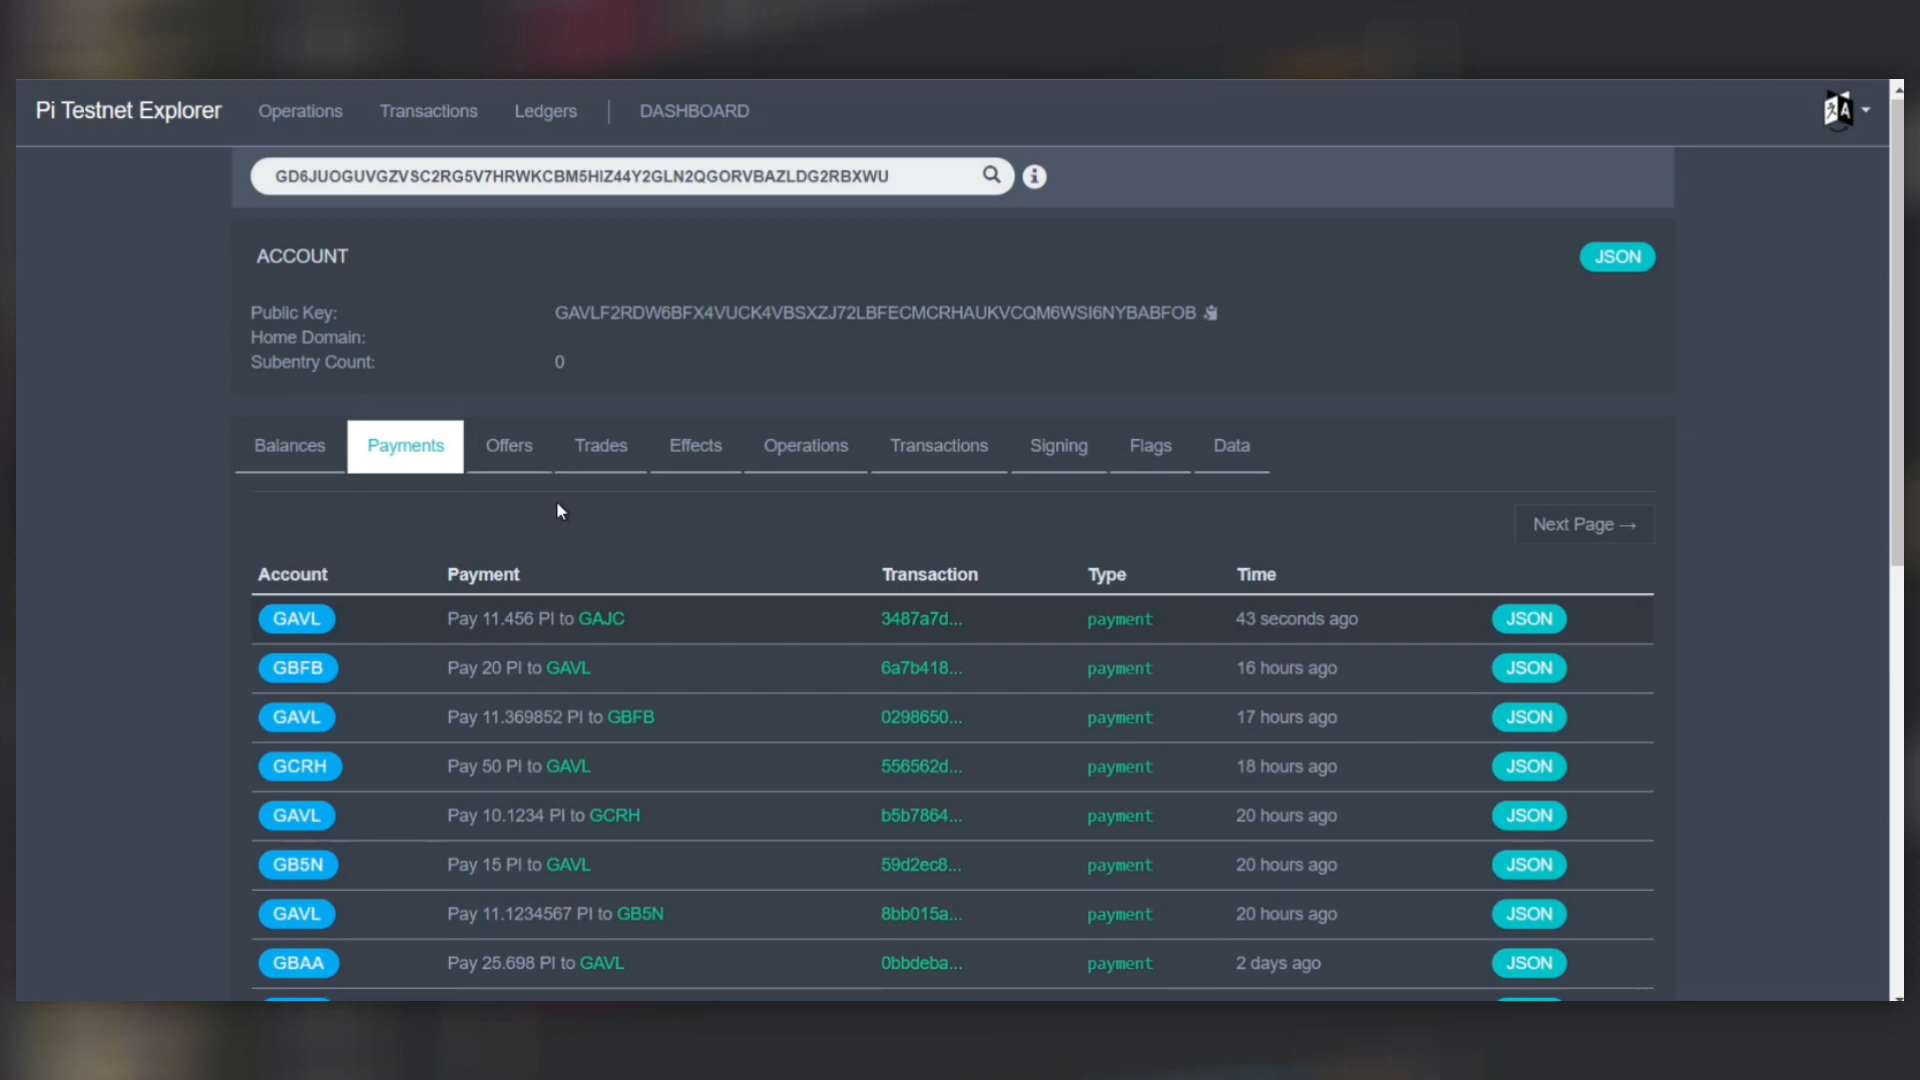 Pi Testnet Explorer Operations Transactions Ledgers DASHBOARD
GD6JUOGUVGZVSC2RG5V7HRWKCBM5HIZ44Y2GLN2QGORVBAZLDG2RBXWU
ACCOUNT JSON
Public Key: GAVLF2RDW6BFX4VUCK4VBSXZJ72LBFECMCRHAUKVCQM6WSI6NYBABFOB
Home Domain:
Subentry Count: 0
Balances Payments Offers Trades Effects Operations Transactions Signing Flags Data
Next Page →
Account Payment Transaction Type Time
GAVL Pay 11.456 PI to GAJC 3487a7d... payment 43 seconds ago JSON
GBFB Pay 20 PI to GAVL 6a7b418... payment 16 hours ago JSON
GAVL Pay 11.369852 PI to GBFB 0298650... payment 17 hours ago JSON
GCRH Pay 50 PI to GAVL 556562d... payment 18 hours ago JSON
GAVL Pay 10.1234 PI to GCRH b5b7864... payment 20 hours ago JSON
GB5N Pay 15 PI to GAVL 59d2ec8... payment 20 hours ago JSON
GAVL Pay 11.1234567 PI to GB5N 8bb015a... payment 20 hours ago JSON
GBAA Pay 25.698 PI to GAVL 0bbdeba... payment 2 days ago JSON